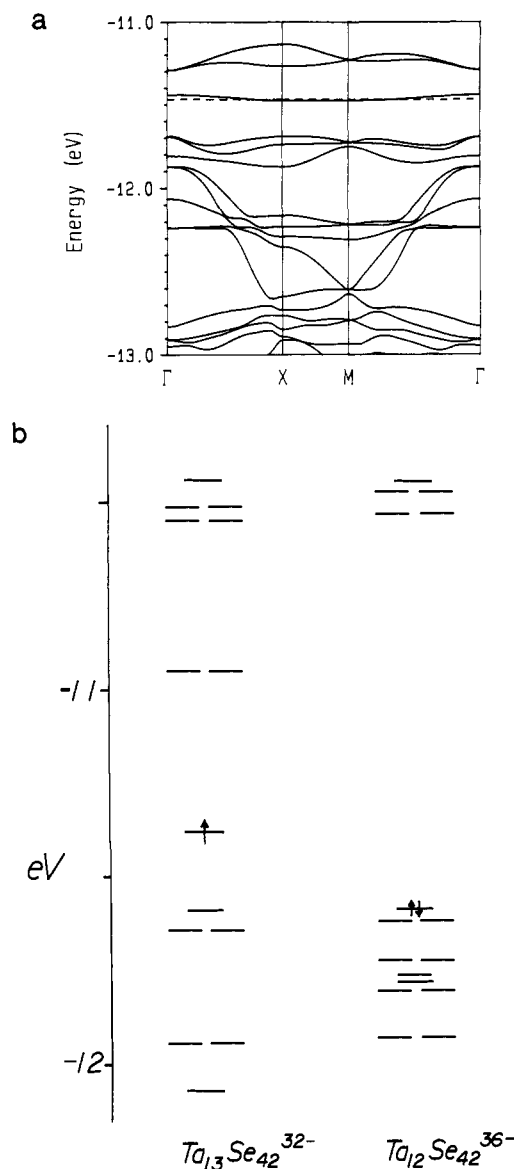 a
-11.0
-12.0
-13.0
Energy (eV)
Γ X M Γ
b
-11
eV
-12
Ta13Se42 32-
Ta12Se42 36-